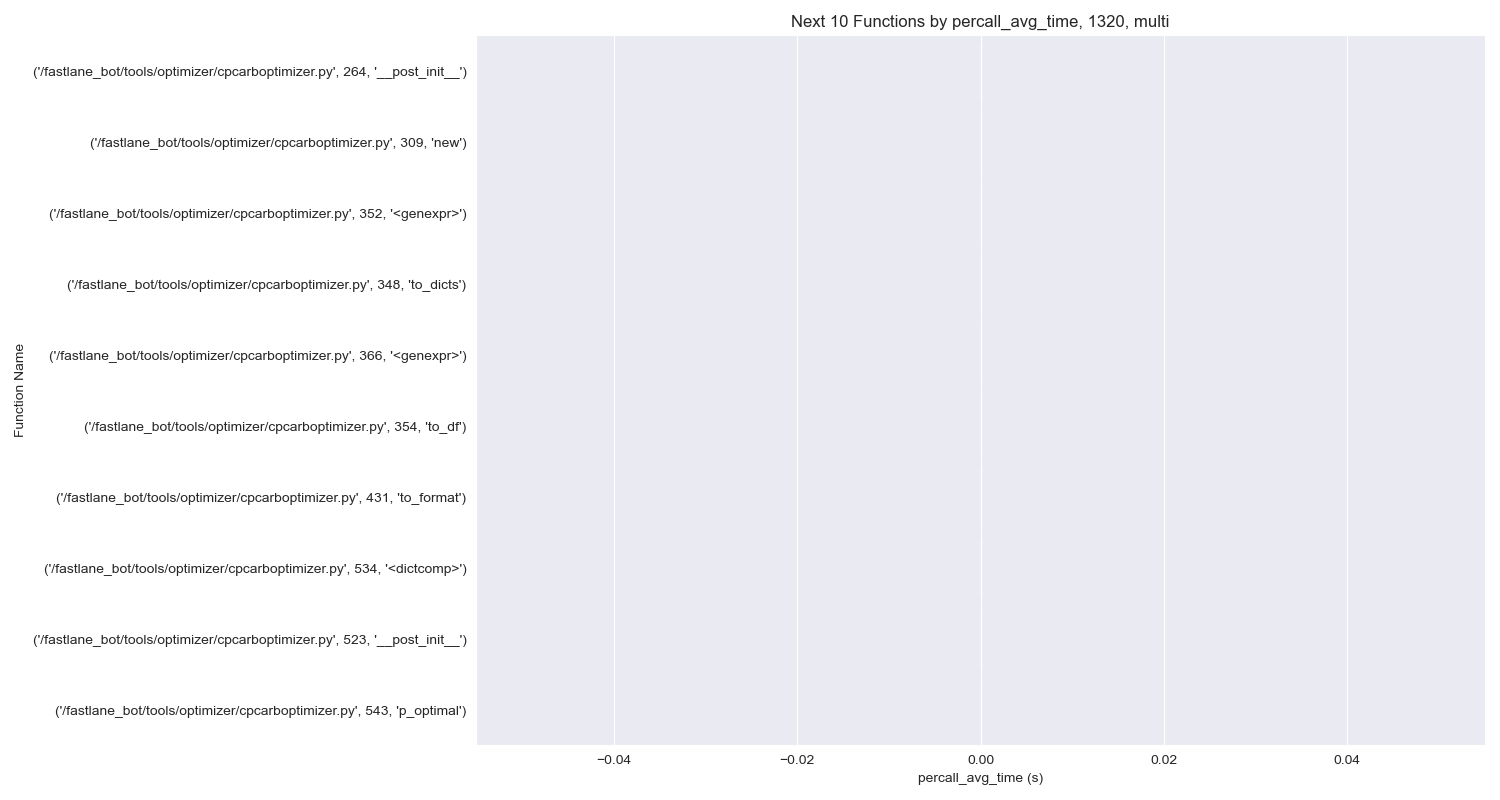 Next 10 Functions by percall_avg_time, 1320, multi
('/fastlane_bot/tools/optimizer/cpcarboptimizer.py', 264, '__post_init__')
('/fastlane_bot/tools/optimizer/cpcarboptimizer.py', 309, 'new')
('/fastlane_bot/tools/optimizer/cpcarboptimizer.py', 352, '<genexpr>')
('/fastlane_bot/tools/optimizer/cpcarboptimizer.py', 348, 'to_dicts')
('/fastlane_bot/tools/optimizer/cpcarboptimizer.py', 366, '<genexpr>')
('/fastlane_bot/tools/optimizer/cpcarboptimizer.py', 354, 'to_df')
('/fastlane_bot/tools/optimizer/cpcarboptimizer.py', 431, 'to_format')
('/fastlane_bot/tools/optimizer/cpcarboptimizer.py', 534, '<dictcomp>')
('/fastlane_bot/tools/optimizer/cpcarboptimizer.py', 523, '__post_init__')
('/fastlane_bot/tools/optimizer/cpcarboptimizer.py', 543, 'p_optimal')
Function Name
−0.04 −0.02 0.00 0.02 0.04
percall_avg_time (s)